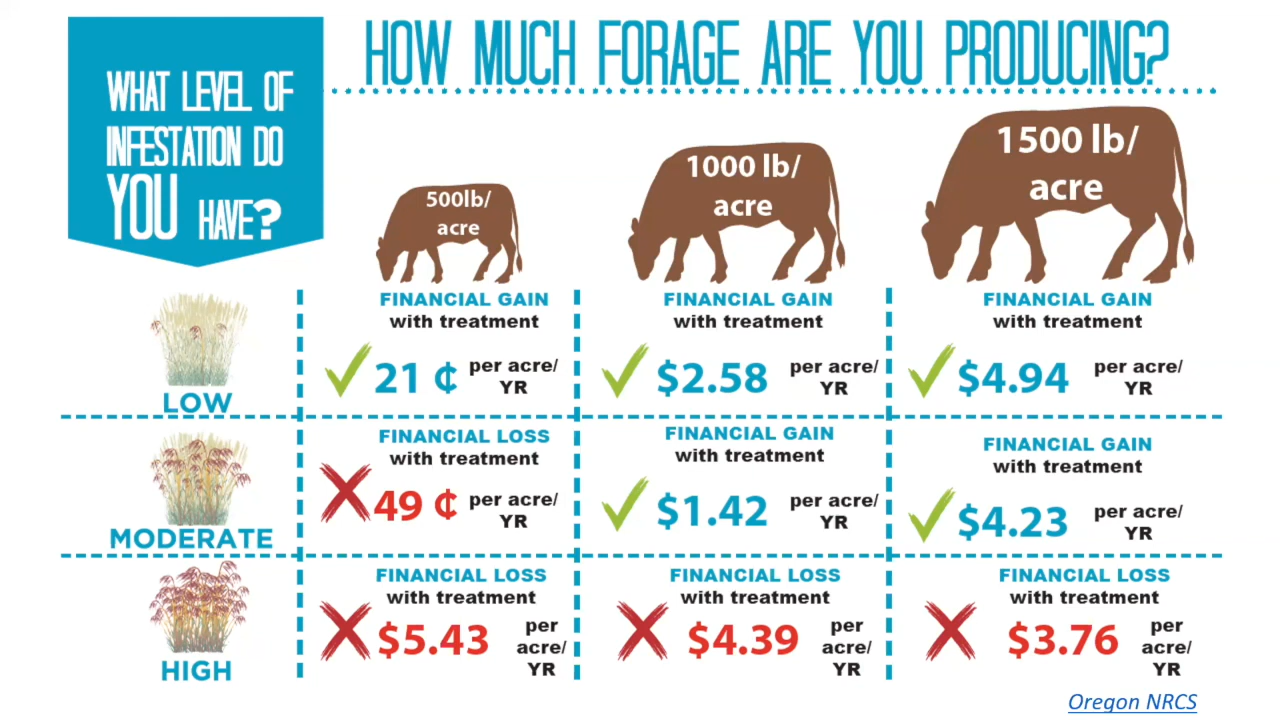 WHAT LEVEL OF
INFESTATION DO
YOU HAVE?
HOW MUCH FORAGE ARE YOU PRODUCING?
500lb/
acre
1000 lb/
acre
1500 lb/
acre
LOW
FINANCIAL GAIN
with treatment
21 ¢ per acre/
YR
FINANCIAL GAIN
with treatment
$2.58 per acre/
YR
FINANCIAL GAIN
with treatment
$4.94 per acre/
YR
MODERATE
FINANCIAL LOSS
with treatment
49 ¢ per acre/
YR
FINANCIAL GAIN
with treatment
$1.42 per acre/
YR
FINANCIAL GAIN
with treatment
$4.23 per acre/
YR
HIGH
FINANCIAL LOSS
with treatment
$5.43 per
acre/
YR
FINANCIAL LOSS
with treatment
$4.39 per
acre/
YR
FINANCIAL LOSS
with treatment
$3.76 per
acre/
YR
Oregon NRCS